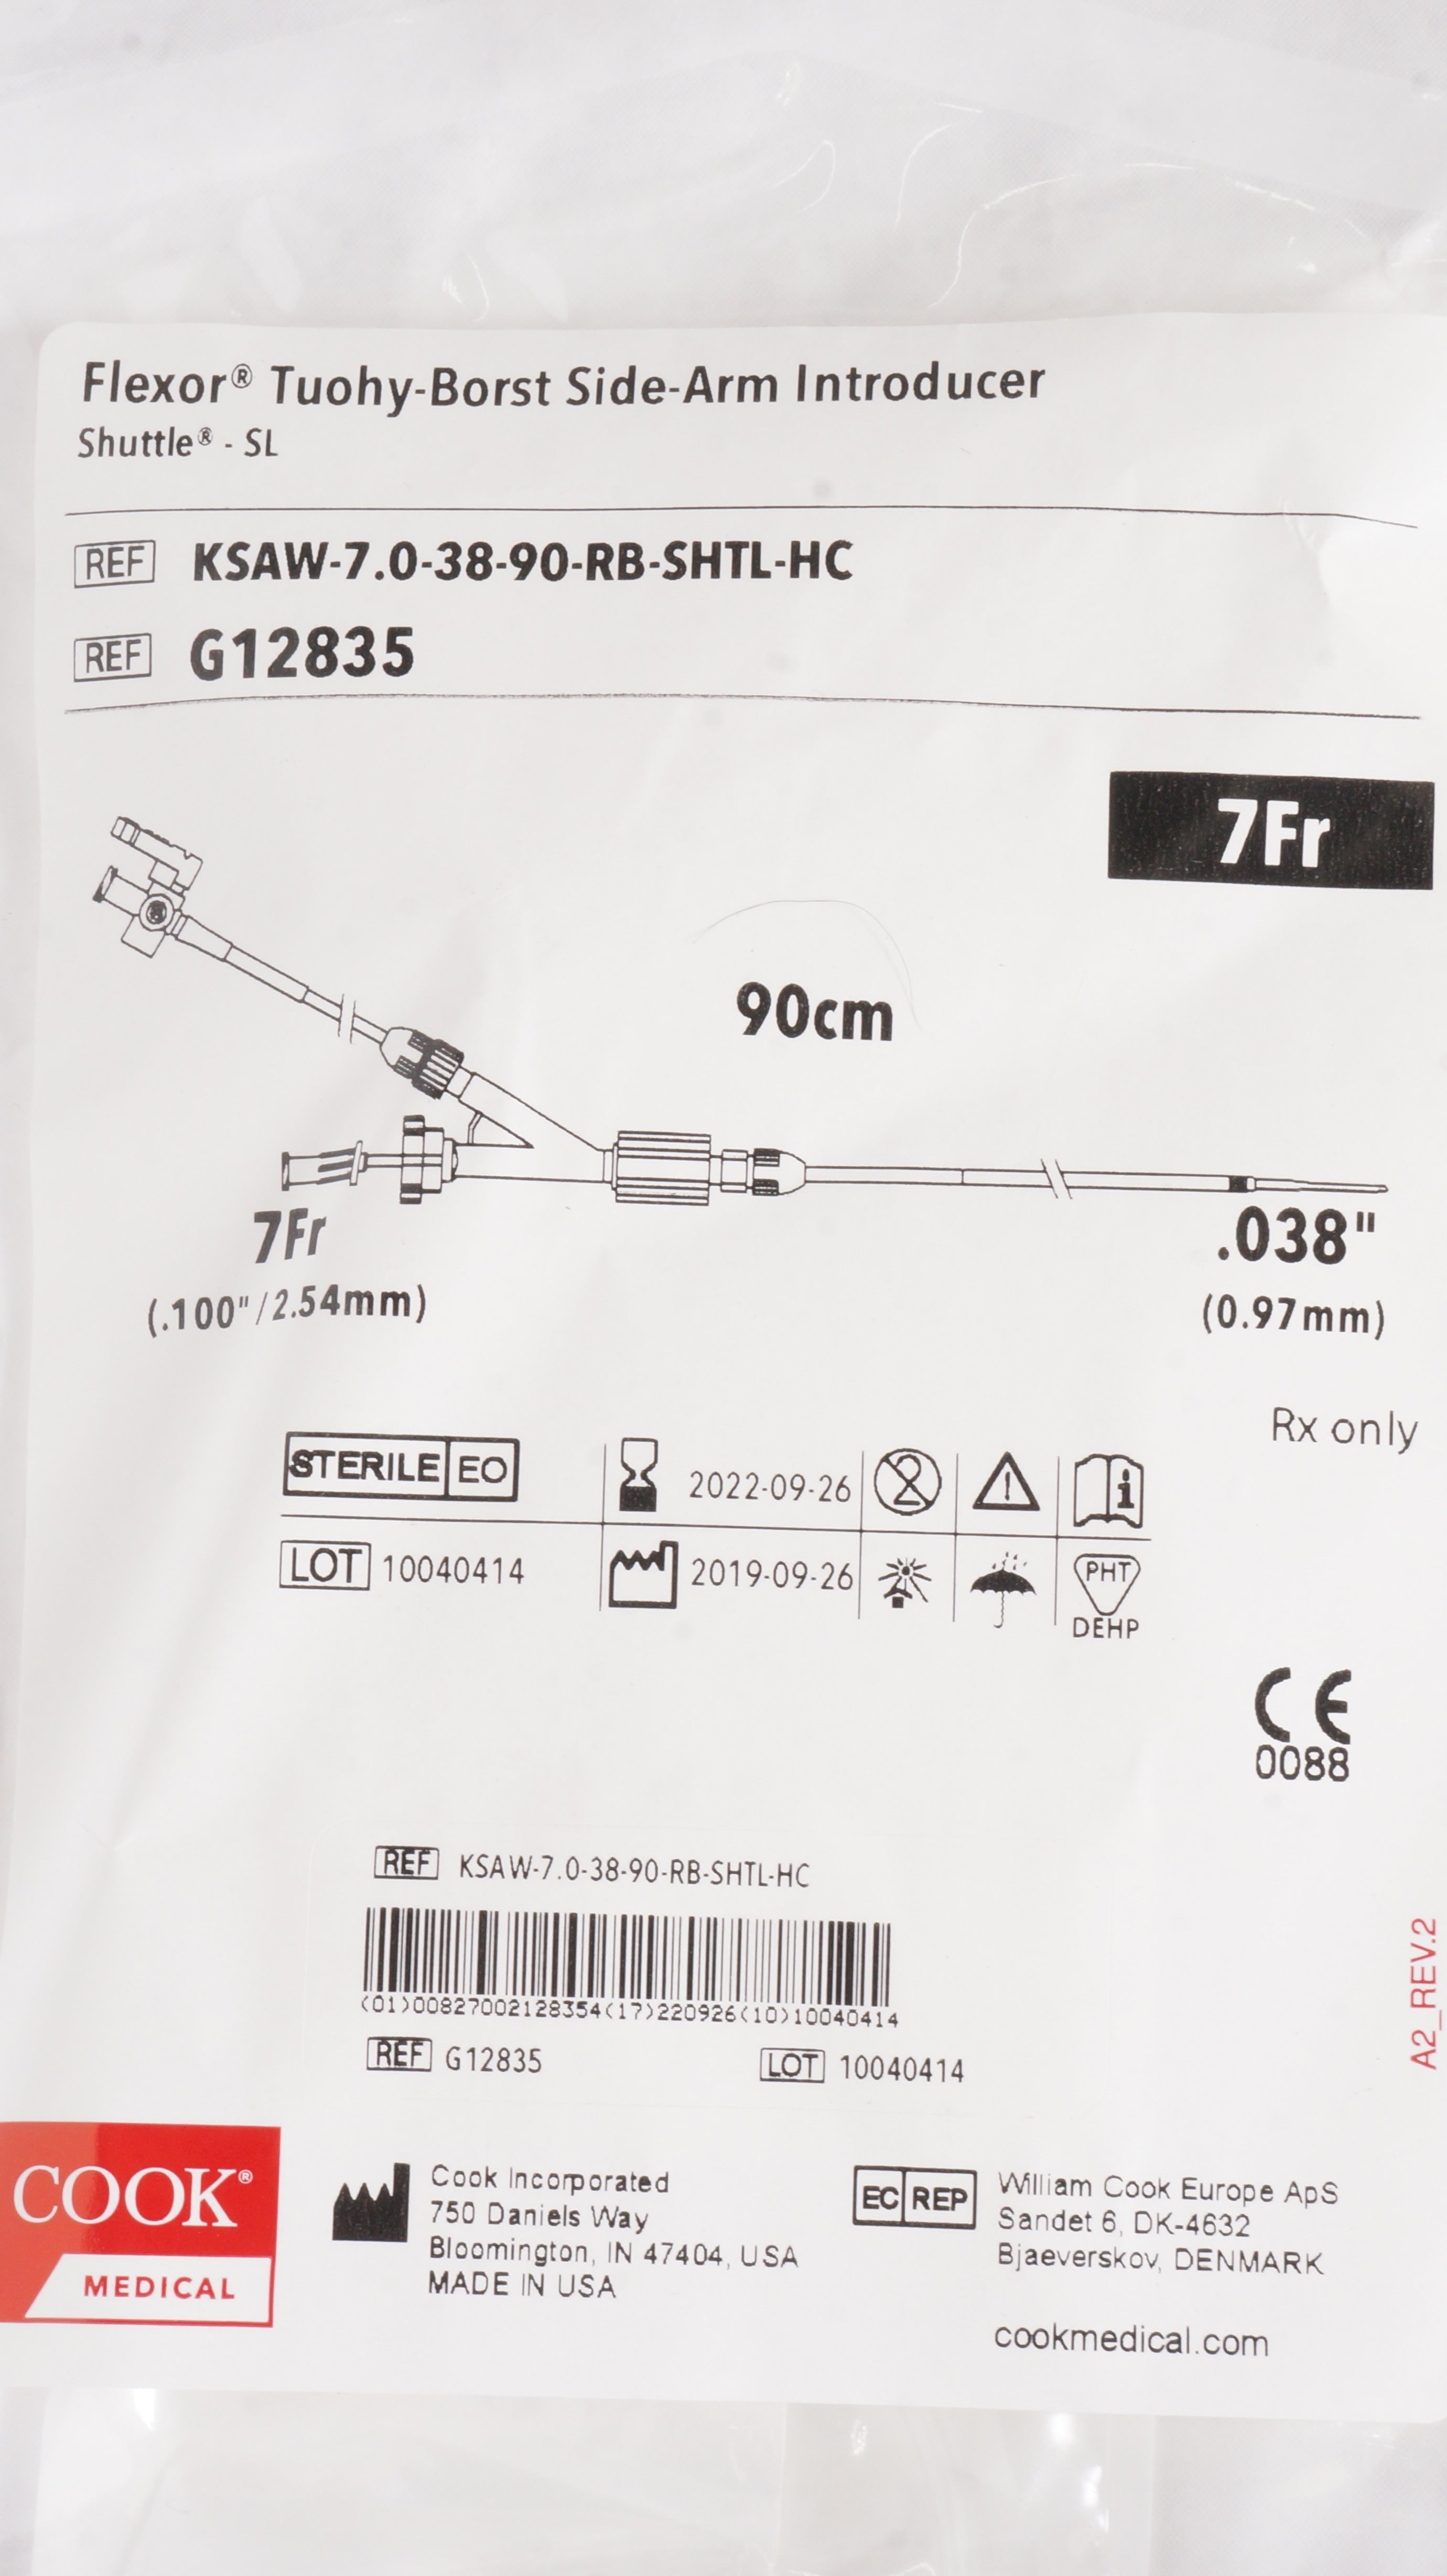 Flexor® Tuohy-Borst Side-Arm Introducer
Shuttle® - SL
REF KSAW-7.0-38-90-RB-SHTL-HC
REF G12835
7Fr
90cm
7Fr
(.100"/2.54mm)
.038"
(0.97mm)
Rx only
STERILE EO
2022-09-26
LOT 10040414
2019-09-26
PHT
DEHP
CE
0088
REF KSAW-7.0-38-90-RB-SHTL-HC
(01)00827002128354(17)220926(10)10040414
REF G12835
LOT 10040414
A2_REV.2
COOK®
MEDICAL
Cook Incorporated
750 Daniels Way
Bloomington, IN 47404, USA
MADE IN USA
EC REP
William Cook Europe ApS
Sandet 6, DK-4632
Bjaeverskov, DENMARK
cookmedical.com